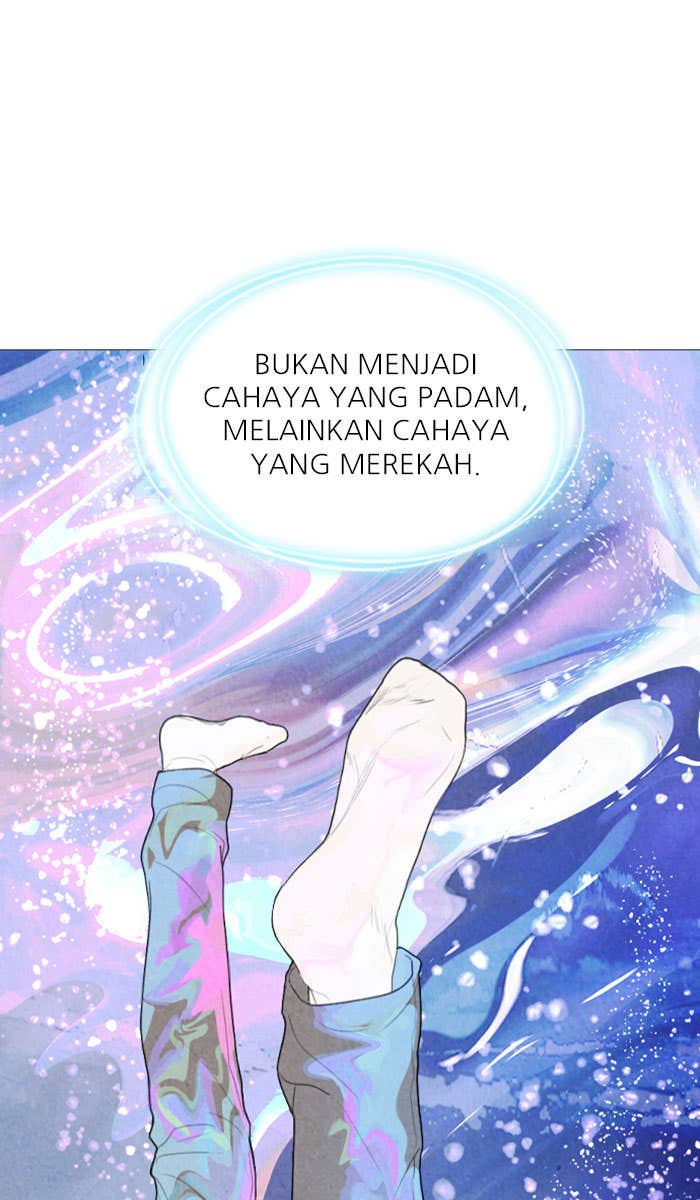 BUKAN MENJADI
CAHAYA YANG PADAM,
MELAINKAN CAHAYA
YANG MEREKAH.